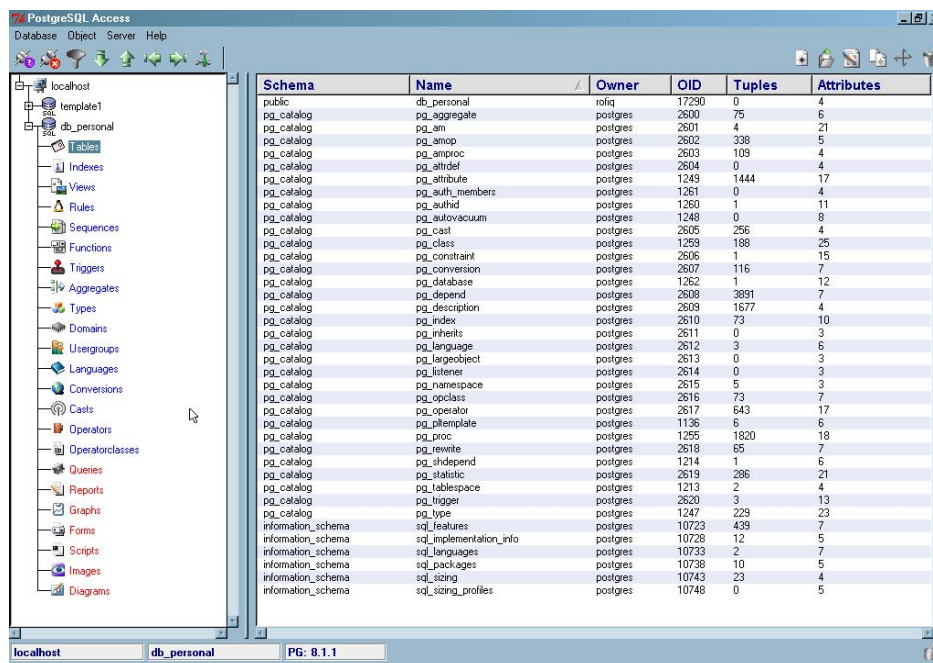 PostgreSQL Access
Database Object Server Help
localhost
template1
db_personal
Tables
Indexes
Views
Rules
Sequences
Functions
Triggers
Aggregates
Types
Domains
Usergroups
Languages
Conversions
Casts
Operators
Operatorclasses
Queries
Reports
Graphs
Forms
Scripts
Images
Diagrams
Schema Name Owner OID Tuples Attributes
public db_personal rofiq 17290 0 4
pg_catalog pg_aggregate postgres 2600 75 6
pg_catalog pg_am postgres 2601 4 21
pg_catalog pg_amop postgres 2602 338 5
pg_catalog pg_amproc postgres 2603 109 4
pg_catalog pg_attrdef postgres 2604 0 4
pg_catalog pg_attribute postgres 1249 1444 17
pg_catalog pg_auth_members postgres 1261 0 4
pg_catalog pg_authid postgres 1260 1 11
pg_catalog pg_autovacuum postgres 1248 0 8
pg_catalog pg_cast postgres 2605 256 4
pg_catalog pg_class postgres 1259 188 25
pg_catalog pg_constraint postgres 2606 1 15
pg_catalog pg_conversion postgres 2607 116 7
pg_catalog pg_database postgres 1262 1 12
pg_catalog pg_depend postgres 2608 3891 7
pg_catalog pg_description postgres 2609 1677 4
pg_catalog pg_index postgres 2610 73 10
pg_catalog pg_inherits postgres 2611 0 3
pg_catalog pg_language postgres 2612 3 6
pg_catalog pg_largeobject postgres 2613 0 3
pg_catalog pg_listener postgres 2614 0 3
pg_catalog pg_namespace postgres 2615 5 3
pg_catalog pg_opclass postgres 2616 73 7
pg_catalog pg_operator postgres 2617 643 17
pg_catalog pg_pltemplate postgres 1136 6 6
pg_catalog pg_proc postgres 1255 1820 18
pg_catalog pg_rewrite postgres 2618 65 7
pg_catalog pg_shdepend postgres 1214 1 6
pg_catalog pg_statistic postgres 2619 286 21
pg_catalog pg_tablespace postgres 1213 2 4
pg_catalog pg_trigger postgres 2620 3 13
pg_catalog pg_type postgres 1247 229 23
information_schema sql_features postgres 10723 439 7
information_schema sql_implementation_info postgres 10728 12 5
information_schema sql_languages postgres 10733 2 7
information_schema sql_packages postgres 10738 10 5
information_schema sql_sizing postgres 10743 23 4
information_schema sql_sizing_profiles postgres 10748 0 5
localhost db_personal PG: 8.1.1